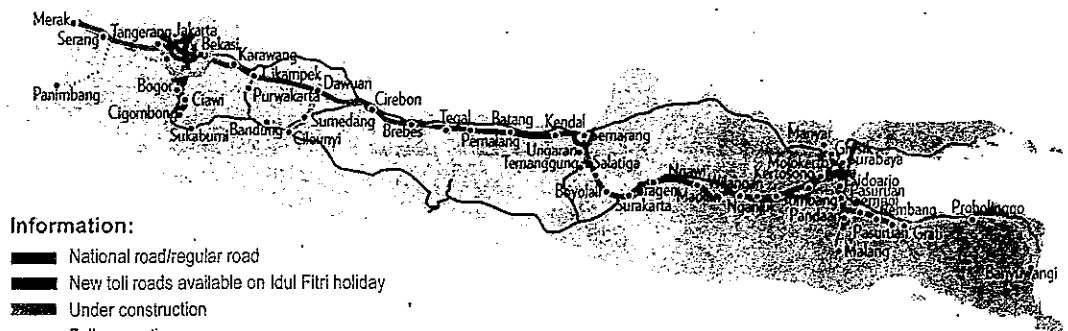 Merak
Serang
Tangerang
Jakarta
Bekasi
Karawang
Cikampek
Dawuan
Panimbang
Bogor
Ciawi
Cigombong
Sukabumi
Purwakarta
Bandung
Sumedang
Cileunyi
Cirebon
Brebes
Tegal
Pemalang
Batang
Kendal
Semarang
Ungaran
Temanggung
Salatiga
Boyolali
Surakarta
Sragen
Ngawi
Madiun
Nganjuk
Kertosono
Jombang
Mojokerto
Manyar
Gresik
Surabaya
Sidoarjo
Pasuruan
Gempol
Rembang
Pandaan
Pasuruan
Grati
Probolinggo
Malang
Banyuwangi
Information:
National road/regular road
New toll roads available on Idul Fitri holiday
Under construction